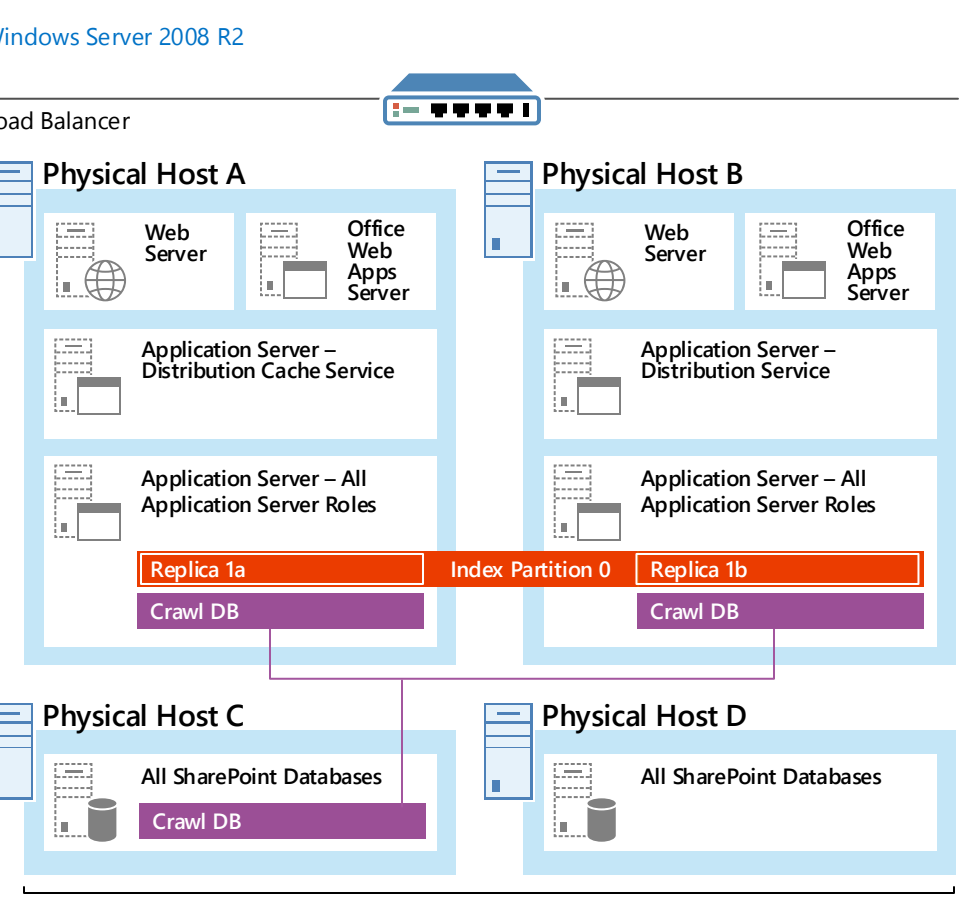 Windows Server 2008 R2
Load Balancer
Physical Host A
Web
Server
Office
Web
Apps
Server
Application Server –
Distribution Cache Service
Application Server – All
Application Server Roles
Replica 1a
Crawl DB
Index Partition 0
Physical Host B
Web
Server
Office
Web
Apps
Server
Application Server –
Distribution Service
Application Server – All
Application Server Roles
Replica 1b
Crawl DB
Physical Host C
All SharePoint Databases
Crawl DB
Physical Host D
All SharePoint Databases